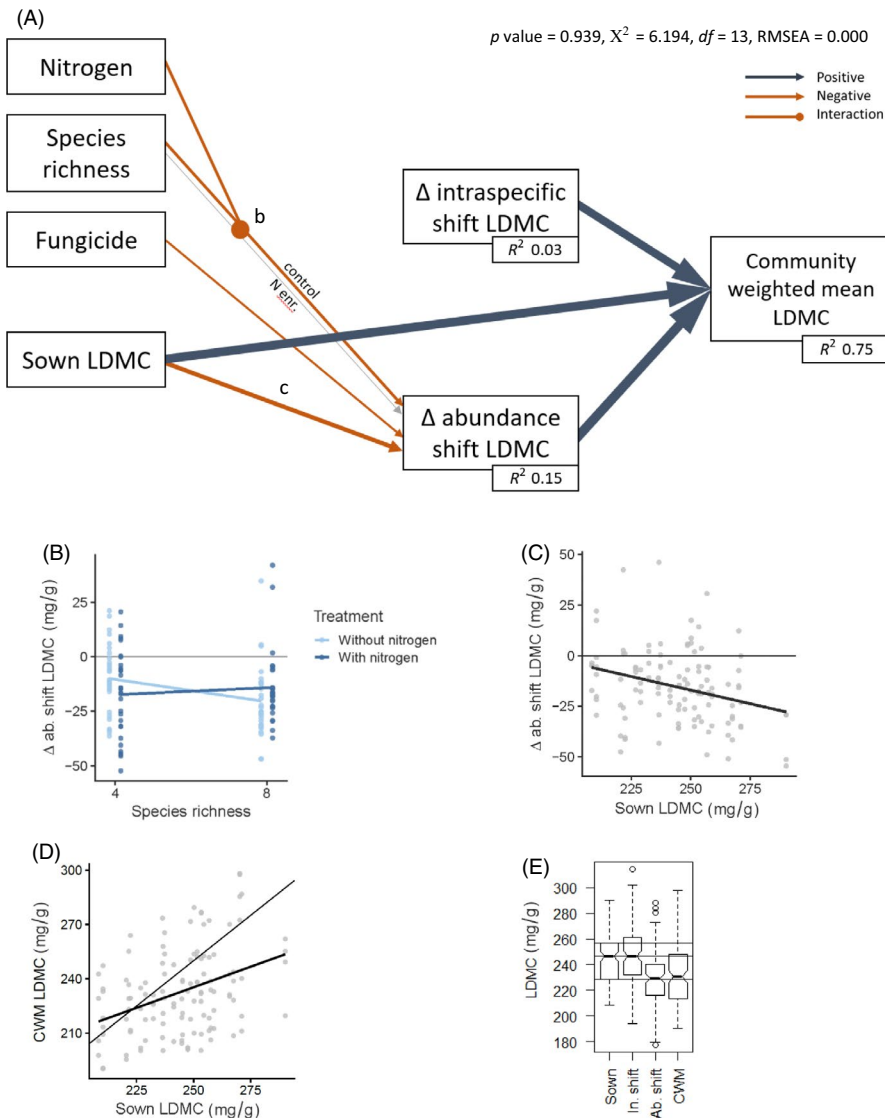 (A)
p value = 0.939, X² = 6.194, df = 13, RMSEA = 0.000
Positive
Negative
Interaction
Nitrogen
Species
richness
Fungicide
Sown LDMC
b
control
N enr.
c
Δ intraspecific
shift LDMC
R² 0.03
Δ abundance
shift LDMC
R² 0.15
Community
weighted mean
LDMC
R² 0.75
(B)
Δ ab. shift LDMC (mg/g)
25
0
−25
−50
4
8
Species richness
Treatment
Without nitrogen
With nitrogen
(C)
Δ ab. shift LDMC (mg/g)
50
25
0
−25
−50
225
250
275
Sown LDMC (mg/g)
(D)
CWM LDMC (mg/g)
300
270
240
210
225
250
275
Sown LDMC (mg/g)
(E)
LDMC (mg/g)
300
280
260
240
220
200
180
Sown
In. shift
Ab. shift
CWM